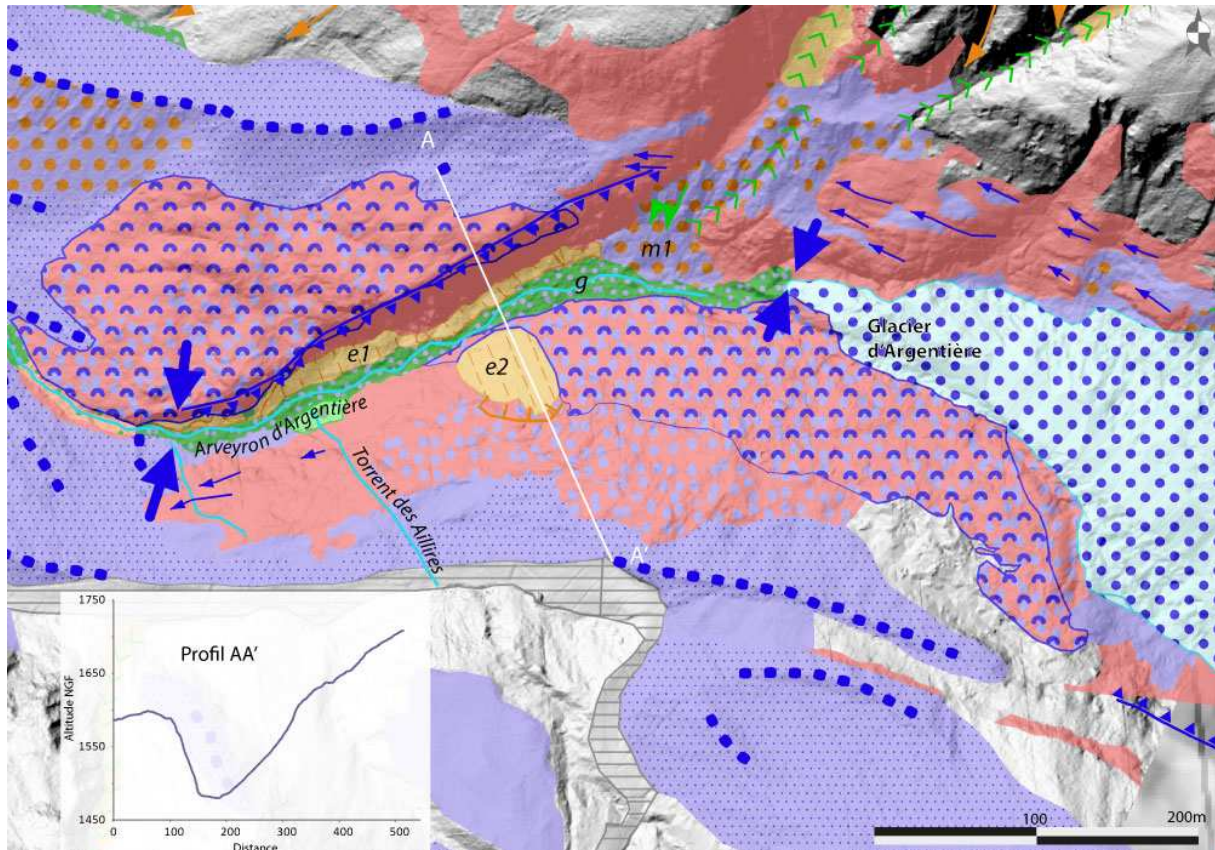 A
m1
g
Glacier
d'Argentière
e1
e2
Arveyron d'Argentière
Torrent des Aillires
A'
1750
Profil AA'
1650
Altitude NGF
1550
1450
0 100 200 300 400 500
Distance
100 200m